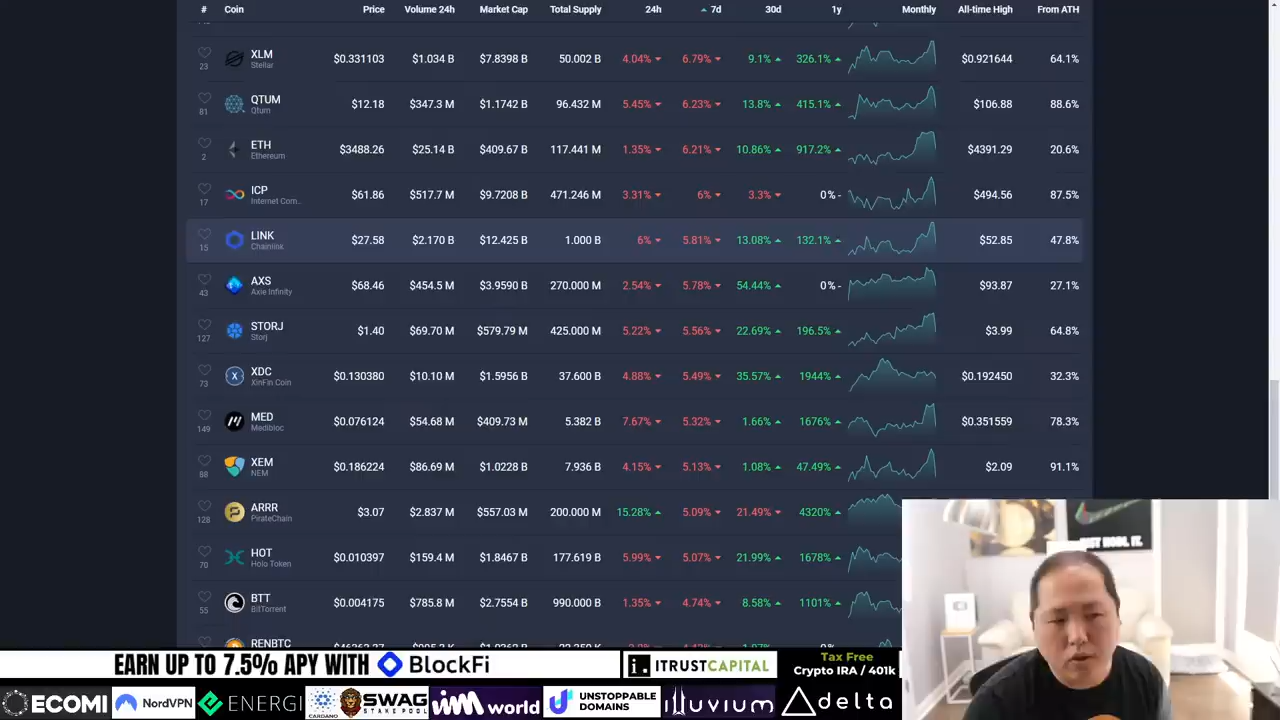 # Coin Price Volume 24h Market Cap Total Supply 24h 7d 30d 1y Monthly All-time High From ATH
23 XLM Stellar $0.331103 $1.034 B $7.8398 B 50.002 B 4.04% 6.79% 9.1% 326.1% $0.921644 64.1%
81 QTUM Qtum $12.18 $347.3 M $1.1742 B 96.432 M 5.45% 6.23% 13.8% 415.1% $106.88 88.6%
2 ETH Ethereum $3488.26 $25.14 B $409.67 B 117.441 M 1.35% 6.21% 10.86% 917.2% $4391.29 20.6%
17 ICP Internet Com.. $61.86 $517.7 M $9.7208 B 471.246 M 3.31% 6% 3.3% 0% - $494.56 87.5%
15 LINK Chainlink $27.58 $2.170 B $12.425 B 1.000 B 6% 5.81% 13.08% 132.1% $52.85 47.8%
43 AXS Axie Infinity $68.46 $454.5 M $3.9590 B 270.000 M 2.54% 5.78% 54.44% 0% - $93.87 27.1%
127 STORJ Storj $1.40 $69.70 M $579.79 M 425.000 M 5.22% 5.56% 22.69% 196.5% $3.99 64.8%
73 XDC XinFin Coin $0.130380 $10.10 M $1.5956 B 37.600 B 4.88% 5.49% 35.57% 1944% $0.192450 32.3%
149 MED Medibloc $0.076124 $54.68 M $409.73 M 5.382 B 7.67% 5.32% 1.66% 1676% $0.351559 78.3%
88 XEM NEM $0.186224 $86.69 M $1.0228 B 7.936 B 4.15% 5.13% 1.08% 47.49% $2.09 91.1%
128 ARRR PirateChain $3.07 $2.837 M $557.03 M 200.000 M 15.28% 5.09% 21.49% 4320%
70 HOT Holo Token $0.010397 $159.4 M $1.8467 B 177.619 B 5.99% 5.07% 21.99% 1678%
55 BTT BitTorrent $0.004175 $785.8 M $2.7554 B 990.000 B 1.35% 4.74% 8.58% 1101%
RENBTC
JUST HODL IT.
EARN UP TO 7.5% APY WITH BlockFi
i. ITRUSTCAPITAL
Tax Free
Crypto IRA / 401k
ECOMI NordVPN ENERGI CARDANO SWAG STAKE POOL world UNSTOPPABLE DOMAINS illuvium delta